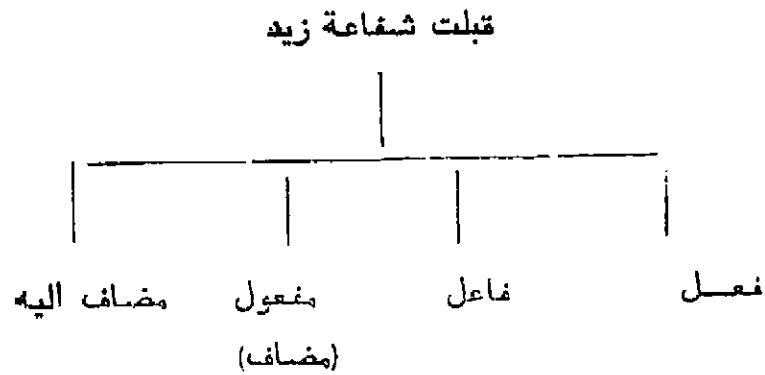 قبلت شفاعة زيد
فعل فاعل مفعول مضاف اليه
(مضاف)